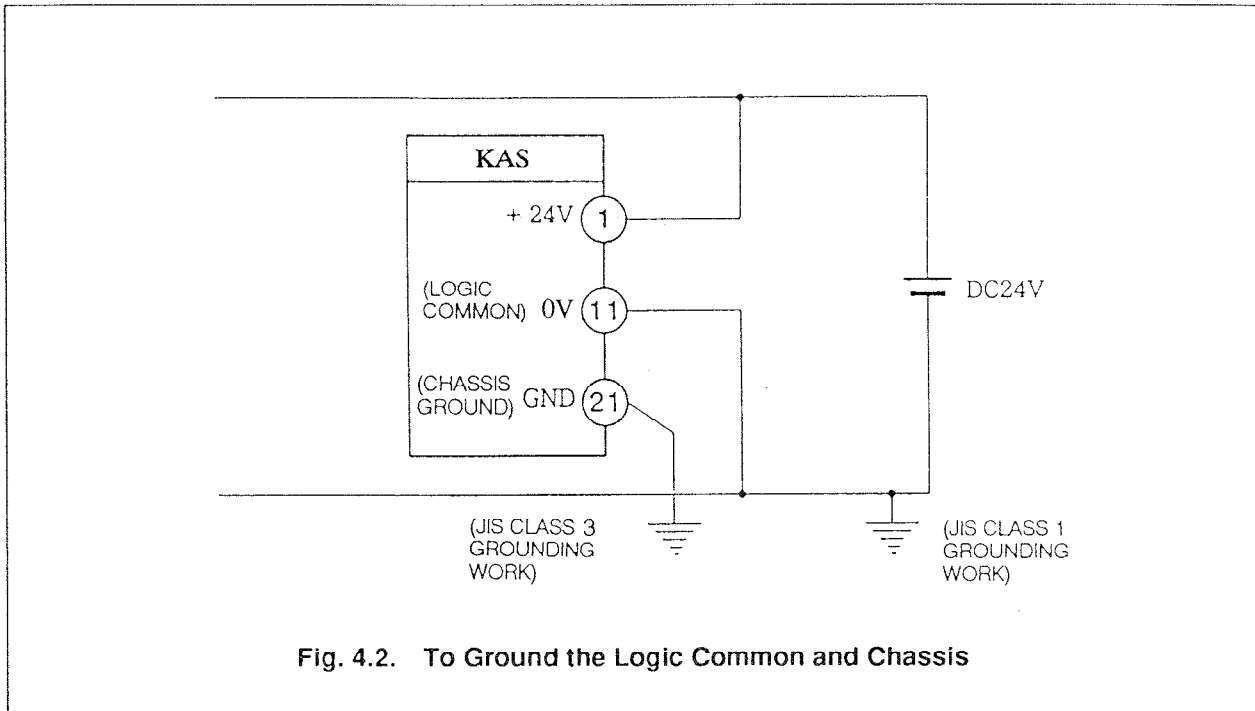 KAS
+ 24V
1
(LOGIC
COMMON) 0V
11
(CHASSIS
GROUND) GND
21
DC24V
(JIS CLASS 3
GROUNDING
WORK)
(JIS CLASS 1
GROUNDING
WORK)
Fig. 4.2. To Ground the Logic Common and Chassis